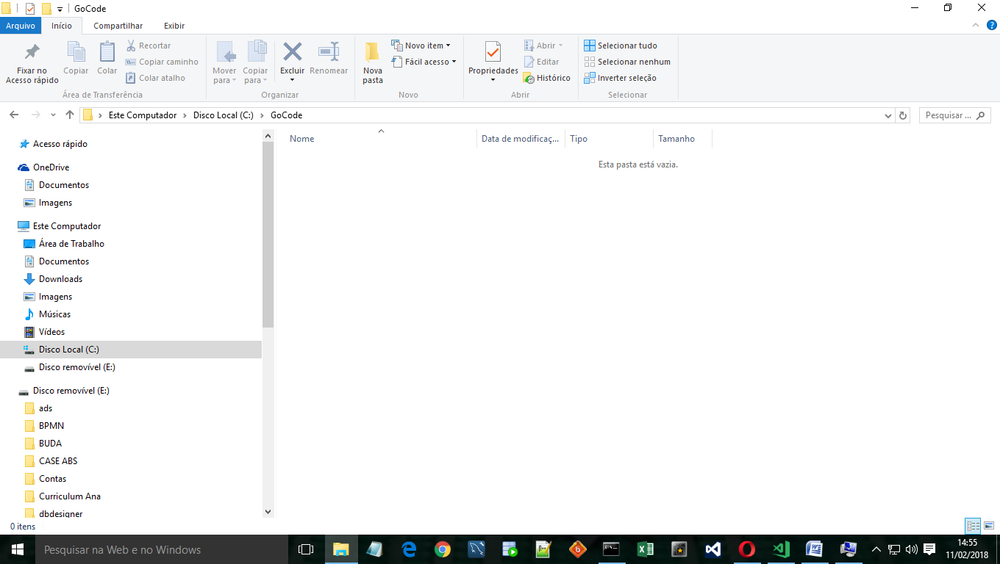 GoCode
Arquivo Início Compartilhar Exibir
Fixar no Acesso rápido
Copiar
Colar
Recortar
Copiar caminho
Colar atalho
Área de Transferência
Mover para
Copiar para
Excluir
Renomear
Organizar
Nova pasta
Novo item
Fácil acesso
Novo
Propriedades
Abrir
Editar
Histórico
Abrir
Selecionar tudo
Selecionar nenhum
Inverter seleção
Selecionar
Este Computador > Disco Local (C:) > GoCode
Pesquisar ...
Nome Data de modificaç... Tipo Tamanho
Esta pasta está vazia.
Acesso rápido
OneDrive
Documentos
Imagens
Este Computador
Área de Trabalho
Documentos
Downloads
Imagens
Músicas
Vídeos
Disco Local (C:)
Disco removível (E:)
Disco removível (E:)
ads
BPMN
BUDA
CASE ABS
Contas
Curriculum Ana
dbdesigner
0 itens
Pesquisar na Web e no Windows
14:55
11/02/2018